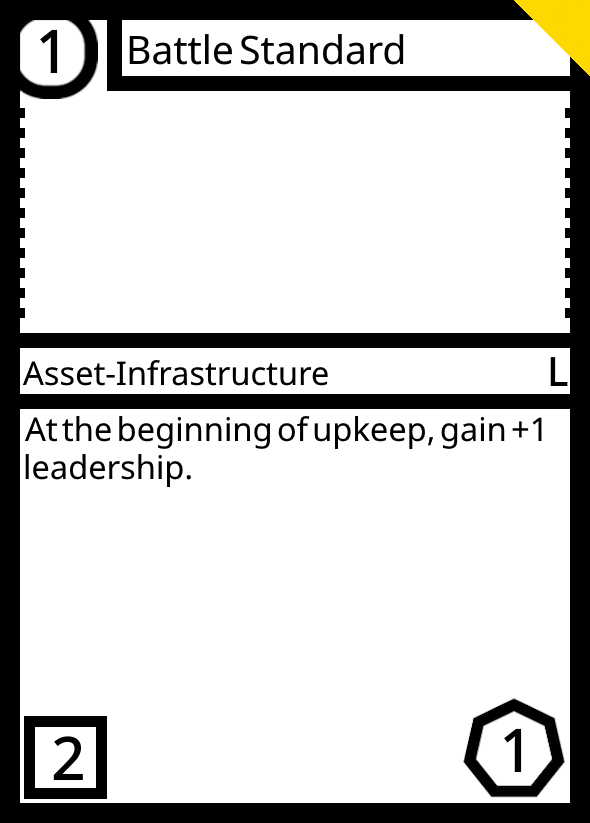 1
Battle Standard
Asset-Infrastructure L
At the beginning of upkeep, gain +1
leadership.
2
1